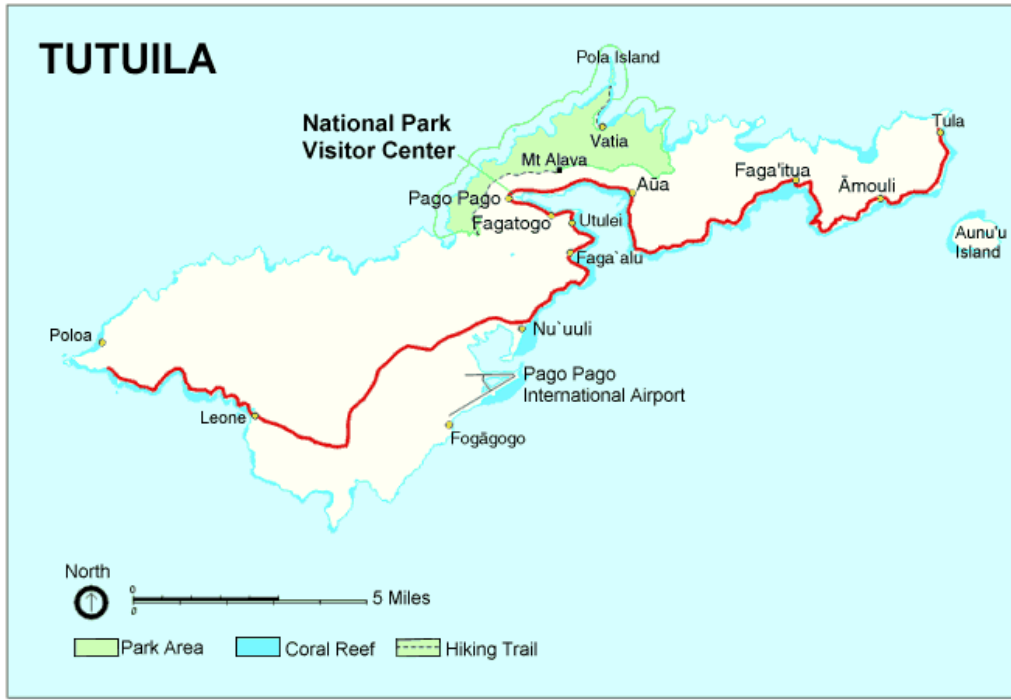 TUTUILA
Pola Island
National Park
Visitor Center
Vatia
Tula
Mt Alava
Pago Pago
Aūa
Faga'itua
Āmouli
Fagatogo
Utulei
Aunu'u
Island
Faga`alu
Nu`uuli
Poloa
Pago Pago
International Airport
Leone
Fogāgogo
North
0
5 Miles
0
Park Area
Coral Reef
Hiking Trail